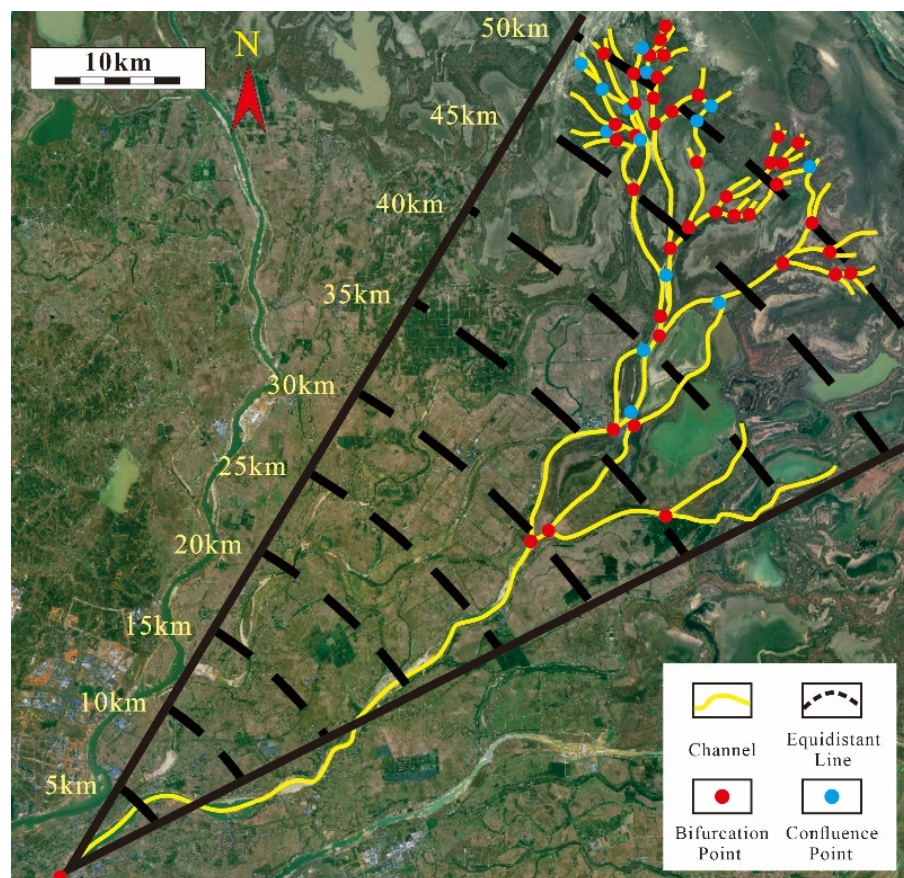 50km
10km
N
45km
40km
35km
30km
25km
20km
15km
10km
5km
Channel
Equidistant
Line
Bifurcation
Point
Confluence
Point